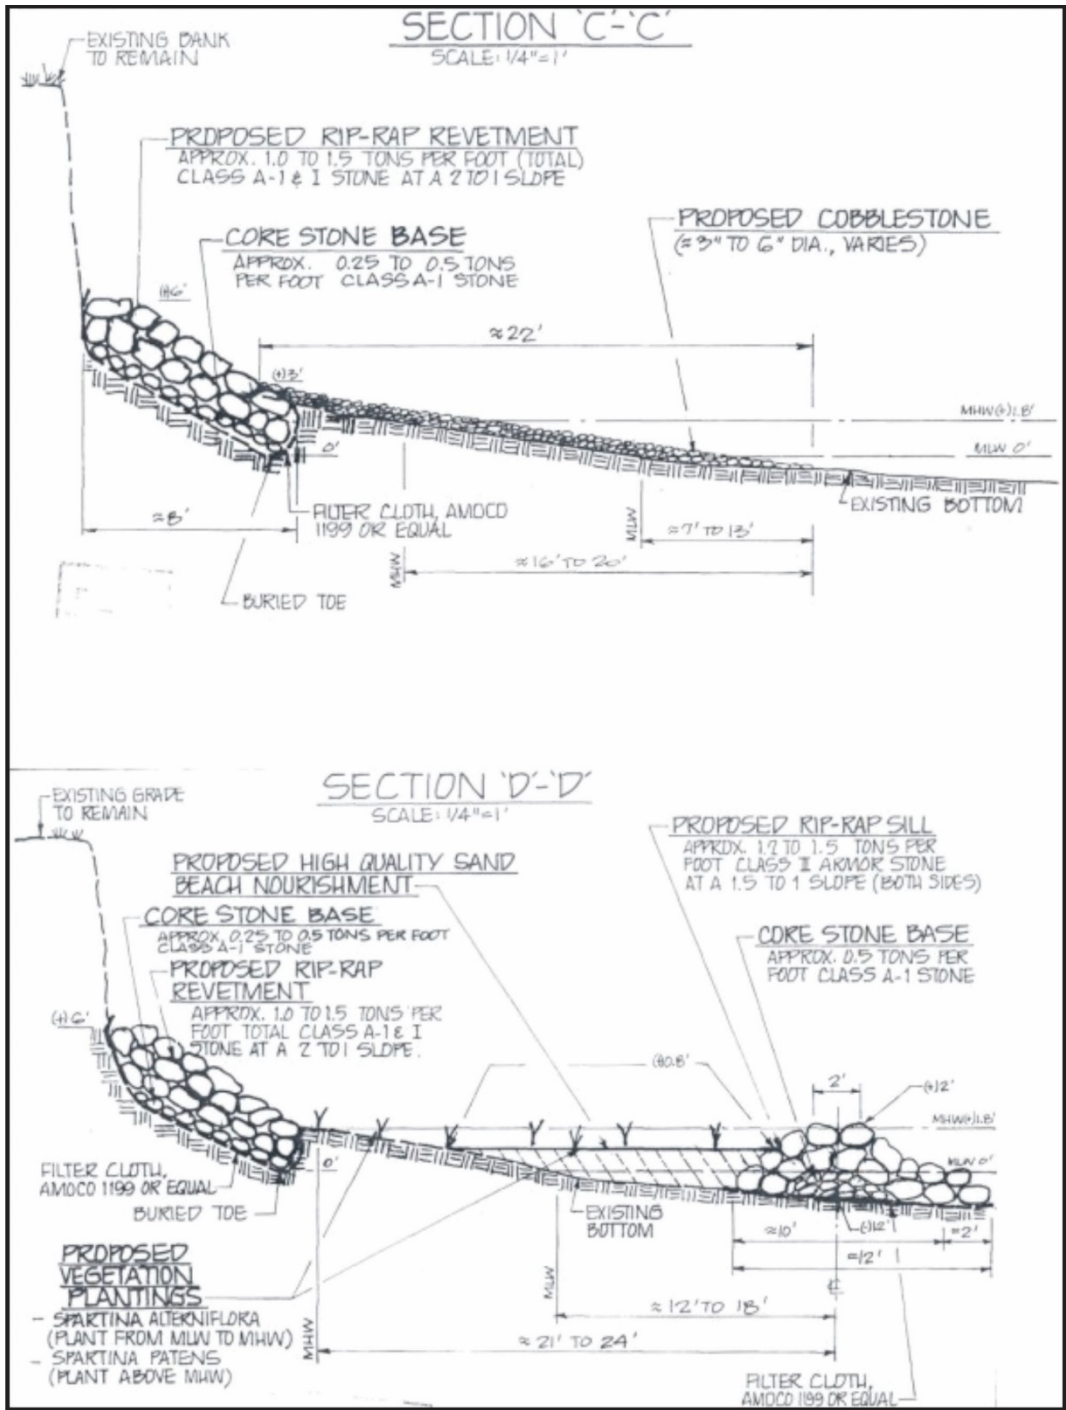 SECTION 'C'-'C'
SCALE: 1/4"=1'
EXISTING BANK
TO REMAIN
PROPOSED RIP-RAP REVETMENT
APPROX. 1.0 TO 1.5 TONS PER FOOT (TOTAL)
CLASS A-1 & I STONE AT A 2 TO 1 SLOPE
CORE STONE BASE
APPROX. 0.25 TO 0.5 TONS
PER FOOT CLASS A-1 STONE
PROPOSED COBBLESTONE
(≈3" TO 6" DIA., VARIES)
(+)6'
≈22'
(+)3'
MHW(+)1.8'
MLW 0'
0'
EXISTING BOTTOM
FILTER CLOTH, AMOCO
1199 OR EQUAL
≈8'
MLW
≈7' TO 13'
MHW
≈16' TO 20'
BURIED TOE
SECTION 'D'-'D'
SCALE: 1/4"=1'
EXISTING GRADE
TO REMAIN
PROPOSED RIP-RAP SILL
APPROX. 1.2 TO 1.5 TONS PER
FOOT CLASS II ARMOR STONE
AT A 1.5 TO 1 SLOPE (BOTH SIDES)
PROPOSED HIGH QUALITY SAND
BEACH NOURISHMENT
CORE STONE BASE
APPROX. 0.25 TO 0.5 TONS PER FOOT
CLASS A-1 STONE
CORE STONE BASE
APPROX. 0.5 TONS PER
FOOT CLASS A-1 STONE
PROPOSED RIP-RAP
REVETMENT
APPROX. 1.0 TO 1.5 TONS PER
FOOT TOTAL CLASS A-1 & I
STONE AT A 2 TO 1 SLOPE.
(+)6'
(+)0.8'
2'
(+)2'
MHW(+)1.8'
MLW 0'
0'
FILTER CLOTH,
AMOCO 1199 OR EQUAL
BURIED TOE
EXISTING
BOTTOM
≈10'
(-)1.2'
≈2'
≈12'
PROPOSED
VEGETATION
PLANTINGS
- SPARTINA ALTERNIFLORA
(PLANT FROM MLW TO MHW)
- SPARTINA PATENS
(PLANT ABOVE MHW)
MLW
≈12' TO 18'
MHW
≈21' TO 24'
FILTER CLOTH,
AMOCO 1199 OR EQUAL